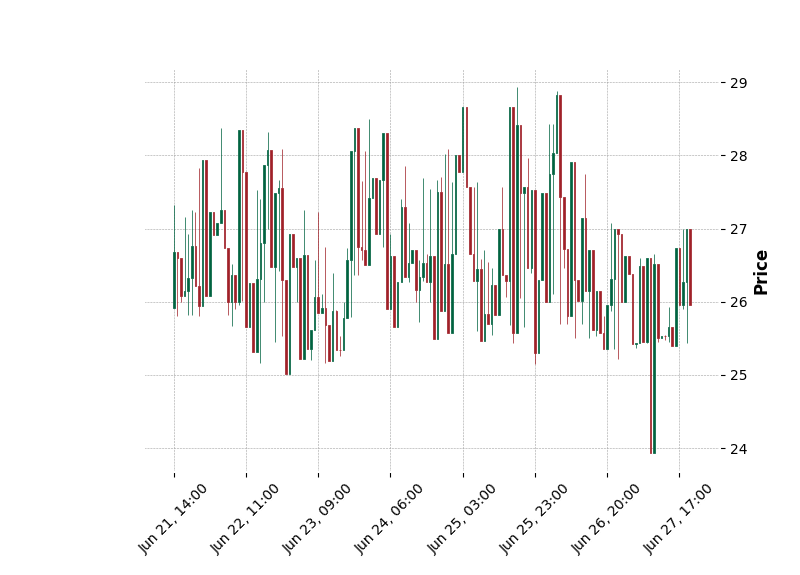 29
28
27
26
25
24
Price
Jun 21, 14:00
Jun 22, 11:00
Jun 23, 09:00
Jun 24, 06:00
Jun 25, 03:00
Jun 25, 23:00
Jun 26, 20:00
Jun 27, 17:00